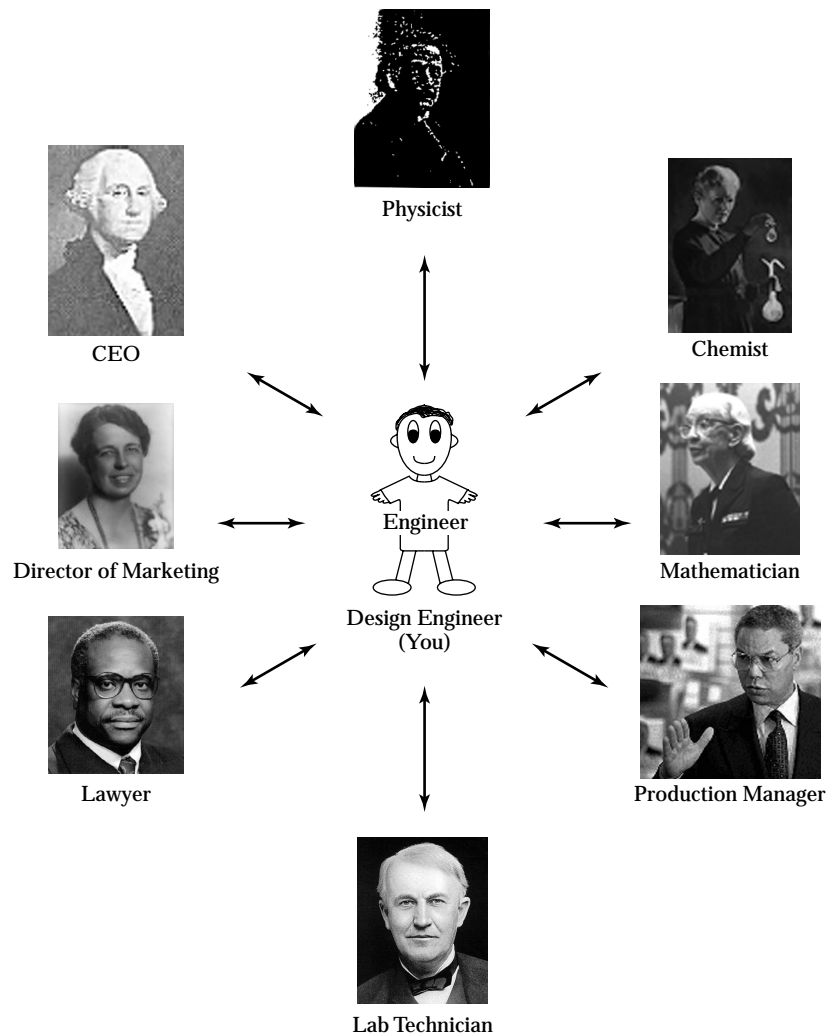 Physicist
CEO
Chemist
Engineer
Director of Marketing
Mathematician
Design Engineer
(You)
Lawyer
Production Manager
Lab Technician